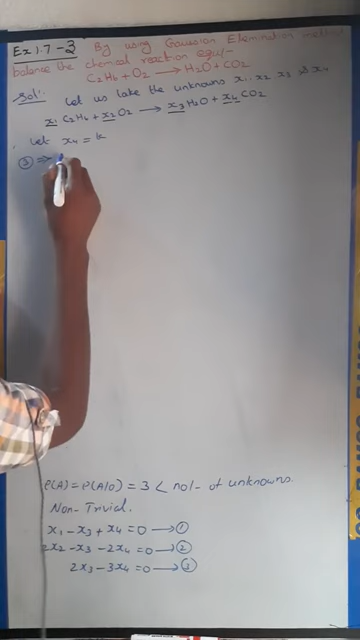 Ex 1.7 - 2 By using Gaussian Elemination method
balance the chemical reaction equ/-
C₂H₆ + O₂ → H₂O + CO₂
Sol:
Let us take the unknowns x₁, x₂ x₃ & x₄
x₁ C₂H₆ + x₂ O₂ → x₃ H₂O + x₄ CO₂
Let x₄ = k
③ ⇒
ρ(A) = ρ(A|0) = 3 < no/- of unknowns
Non-Trivial.
x₁ - x₃ + x₄ = 0 → ①
2x₂ - x₃ - 2x₄ = 0 → ②
2x₃ - 3x₄ = 0 → ③